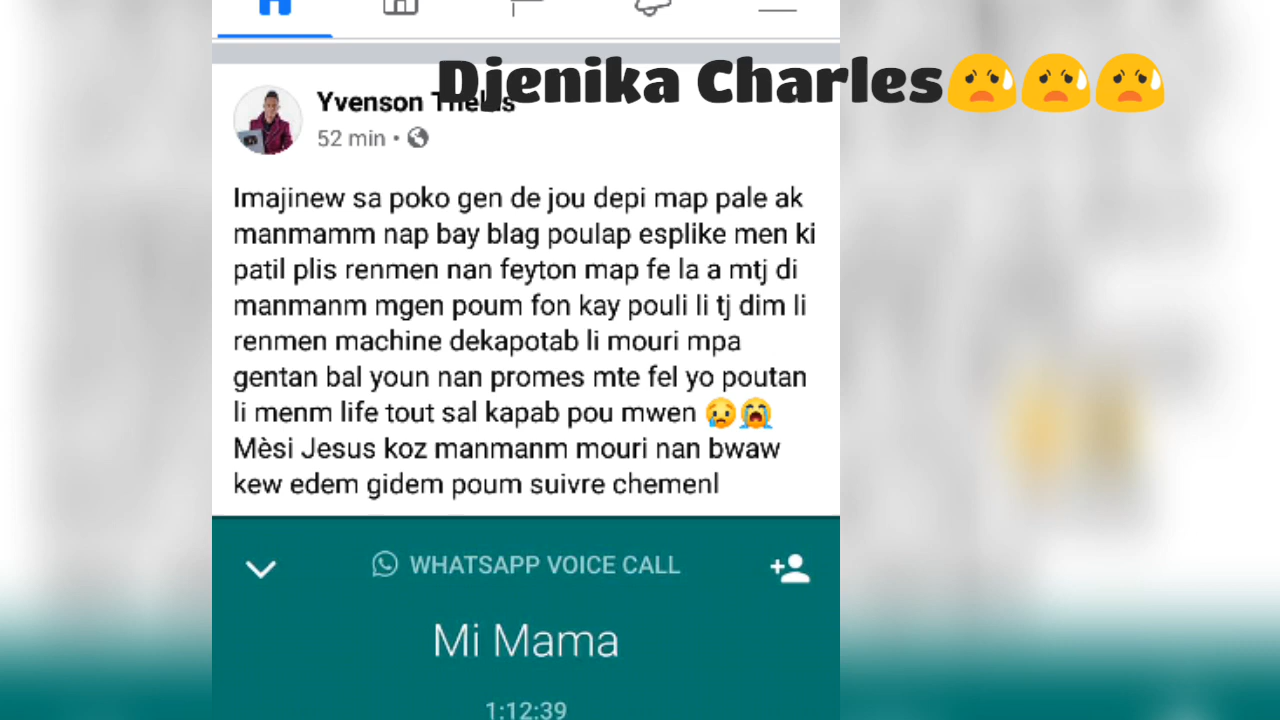 Djenika Charles😥😥😥
Yvenson
52 min •
Imajinew sa poko gen de jou depi map pale ak
manmamm nap bay blag poulap esplike men ki
patil plis renmen nan feyton map fe la a mtj di
manmanm mgen poum fon kay pouli li tj dim li
renmen machine dekapotab li mouri mpa
gentan bal youn nan promes mte fel yo poutan
li menm life tout sal kapab pou mwen 😢😭
Mèsi Jesus koz manmanm mouri nan bwaw
kew edem gidem poum suivre chemenl
WHATSAPP VOICE CALL
Mi Mama
1:12:39